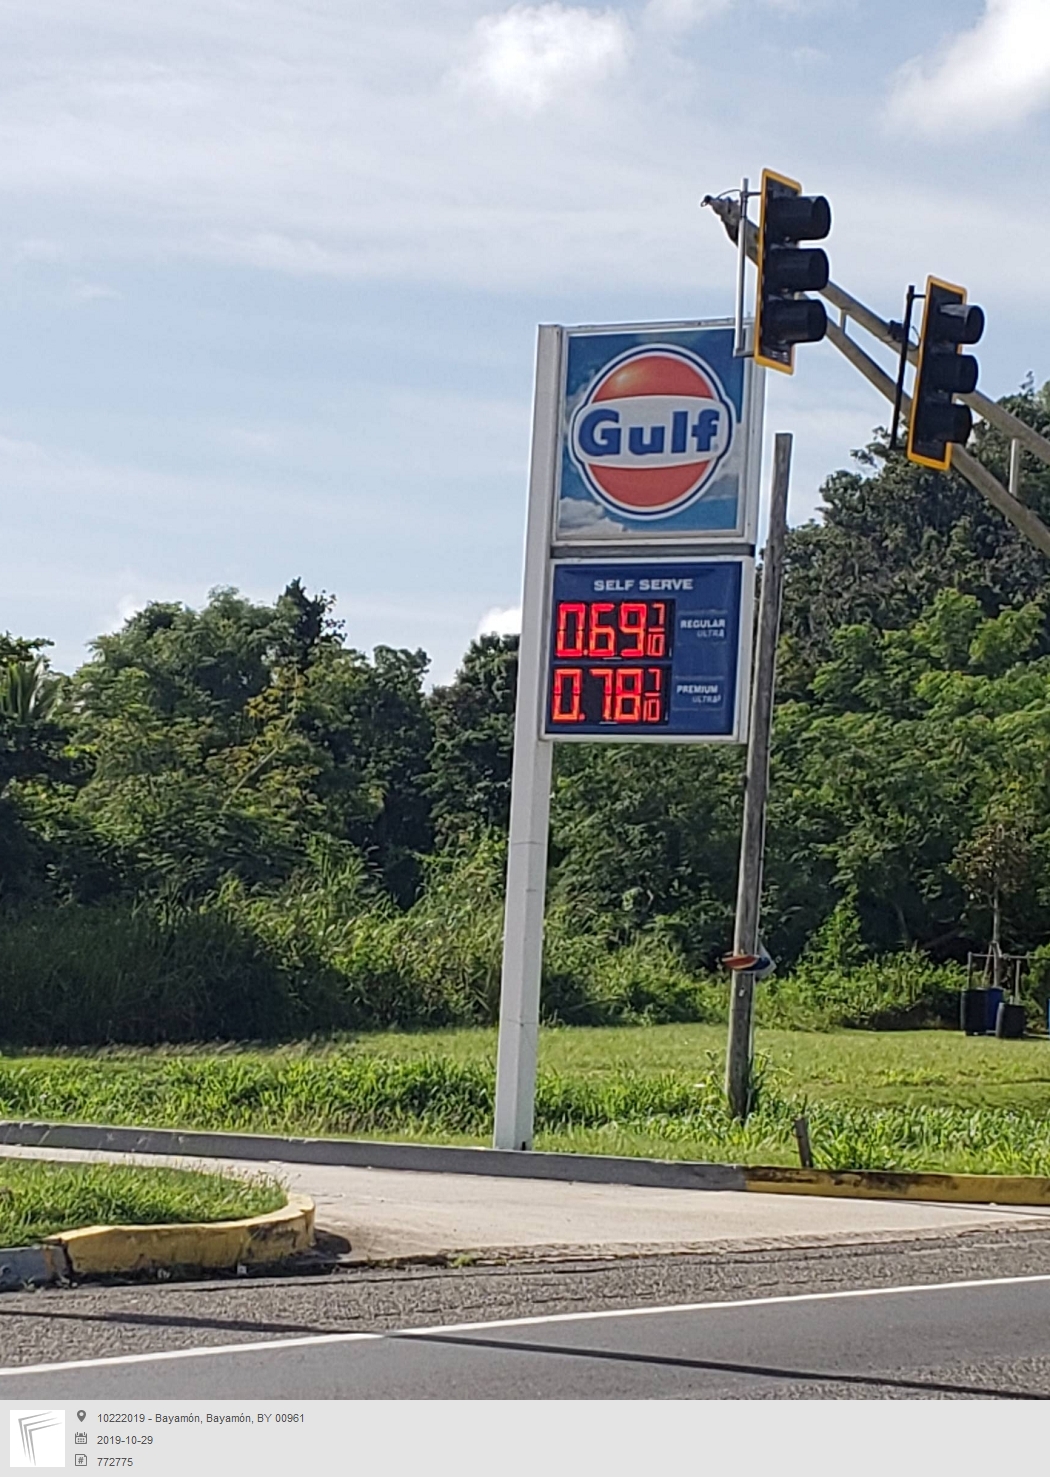 Gulf
SELF SERVE
0.69 7/10
REGULAR
ULTRA
0.78 7/10
PREMIUM
ULTRA
10222019 - Bayamón, Bayamón, BY 00961
2019-10-29
# 772775